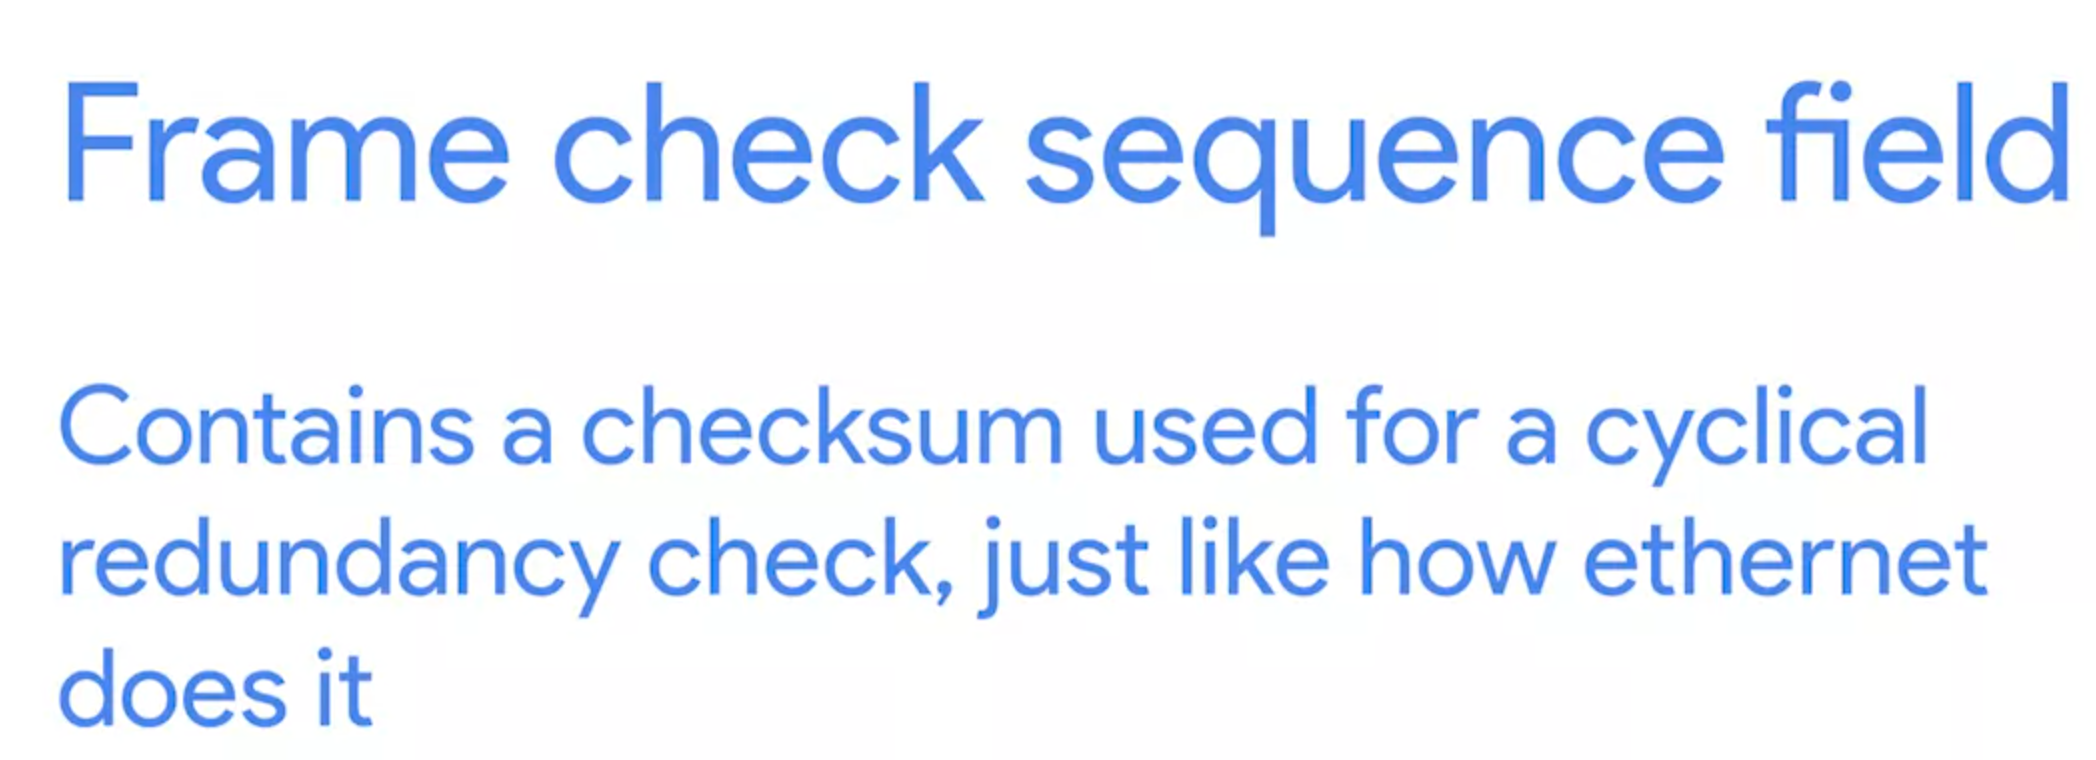 Frame check sequence field
Contains a checksum used for a cyclical
redundancy check, just like how ethernet
does it